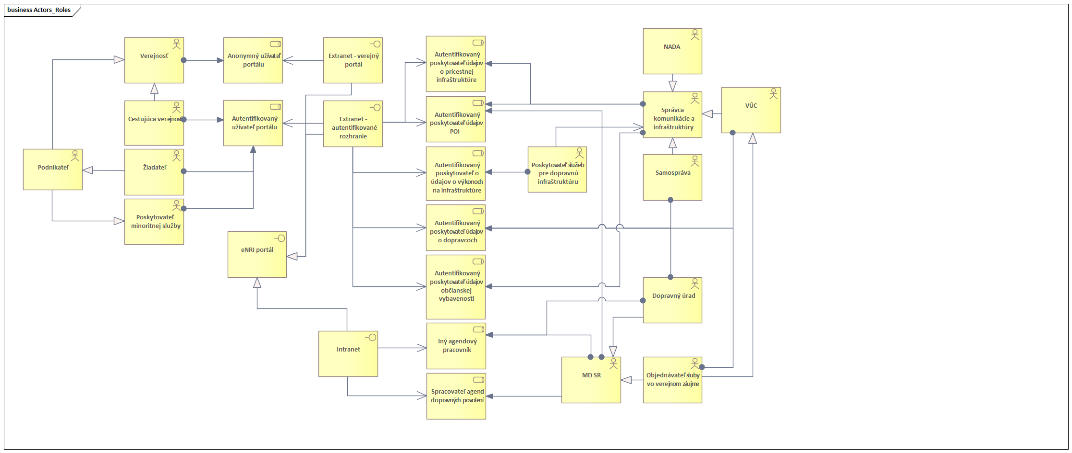 business Actors_Roles
Verejnosť
Anonymný užívateľ
portálu
Extranet - verejný
portál
Autentifikovaný
poskytovateľ údajov
o pricestnej
infraštruktúre
NADA
Cestujúca verejnosť
Autentifikovaný
užívateľ portálu
Extranet -
autentifikované
rozhranie
Autentifikovaný
poskytovateľ údajov
POI
Správca
komunikácie a
infraštruktúry
VÚC
Podnikateľ
Žiadateľ
Autentifikovaný
poskytovateľ o
údajov o výkonoch
na infraštruktúre
Poskytovateľ služieb
pre dopravnú
infraštruktúru
Samospráva
Poskytovateľ
minoritnej služby
eNRI portál
Autentifikovaný
poskytovateľ údajov
o dopravcoch
Autentifikovaný
poskytovateľ údajov
občianskej
vybavenosti
Dopravný úrad
Intranet
Iný agendový
pracovník
MD SR
Objednávateľ služby
vo verejnom záujme
Spracovateľ agend
dopravných povolení